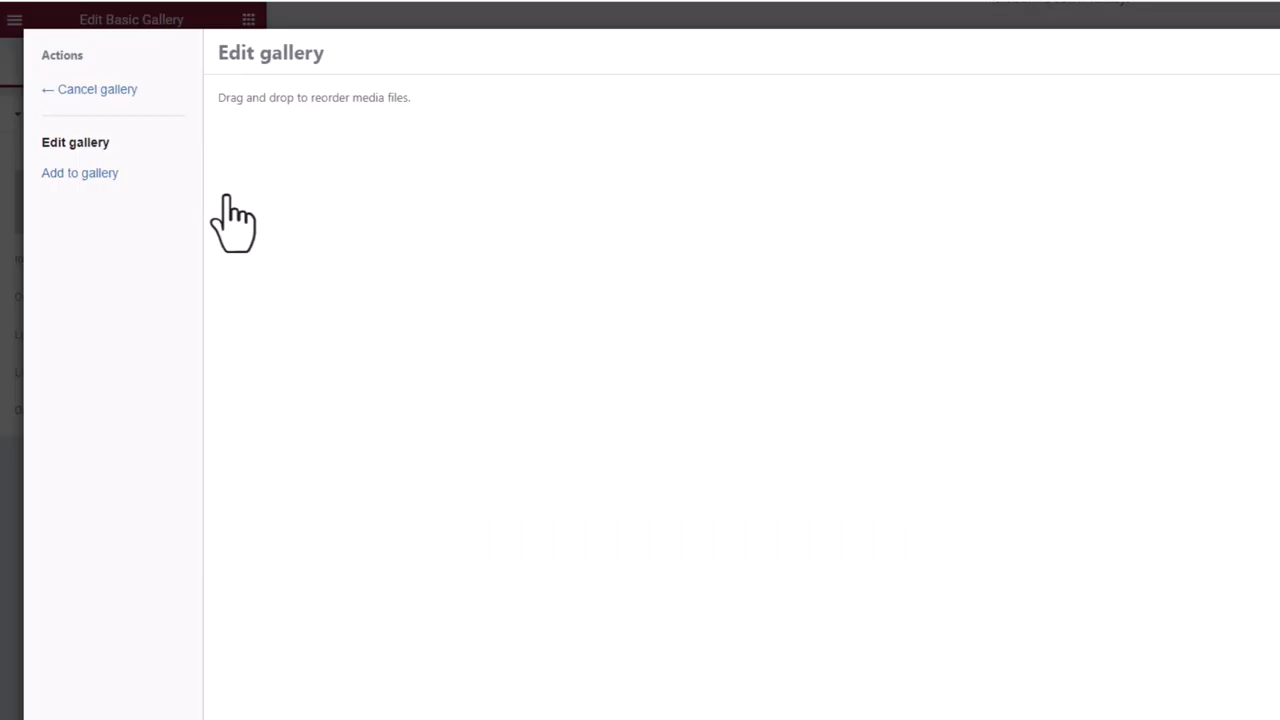 Edit Basic Gallery
Actions
Edit gallery
← Cancel gallery
Drag and drop to reorder media files.
Edit gallery
Add to gallery